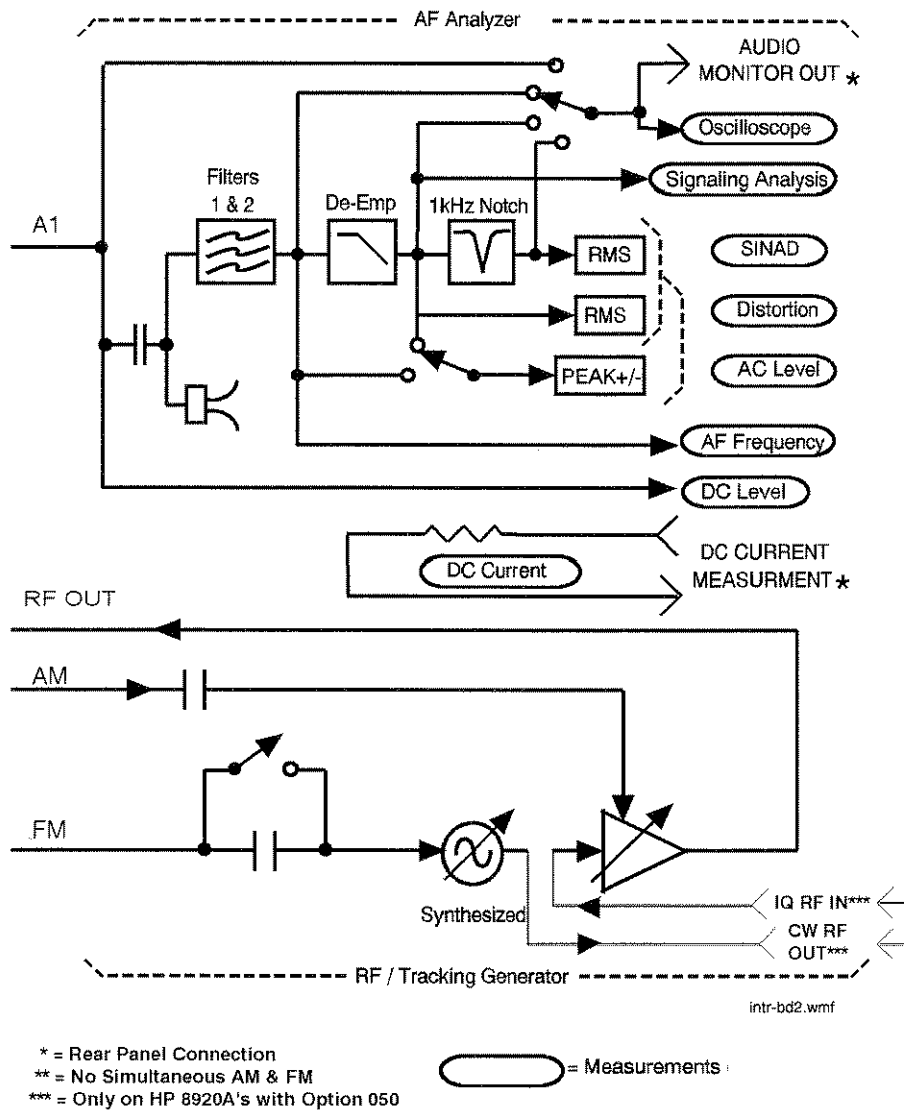 AF Analyzer
AUDIO
MONITOR OUT *
Oscilloscope
Signaling Analysis
Filters
1 & 2
De-Emp
1kHz Notch
A1
RMS
SINAD
RMS
Distortion
PEAK+/-
AC Level
AF Frequency
DC Level
DC Current
DC CURRENT
MEASURMENT *
RF OUT
AM
FM
Synthesized
IQ RF IN***
CW RF
OUT***
RF / Tracking Generator
intr-bd2.wmf
* = Rear Panel Connection
** = No Simultaneous AM & FM
*** = Only on HP 8920A's with Option 050
= Measurements